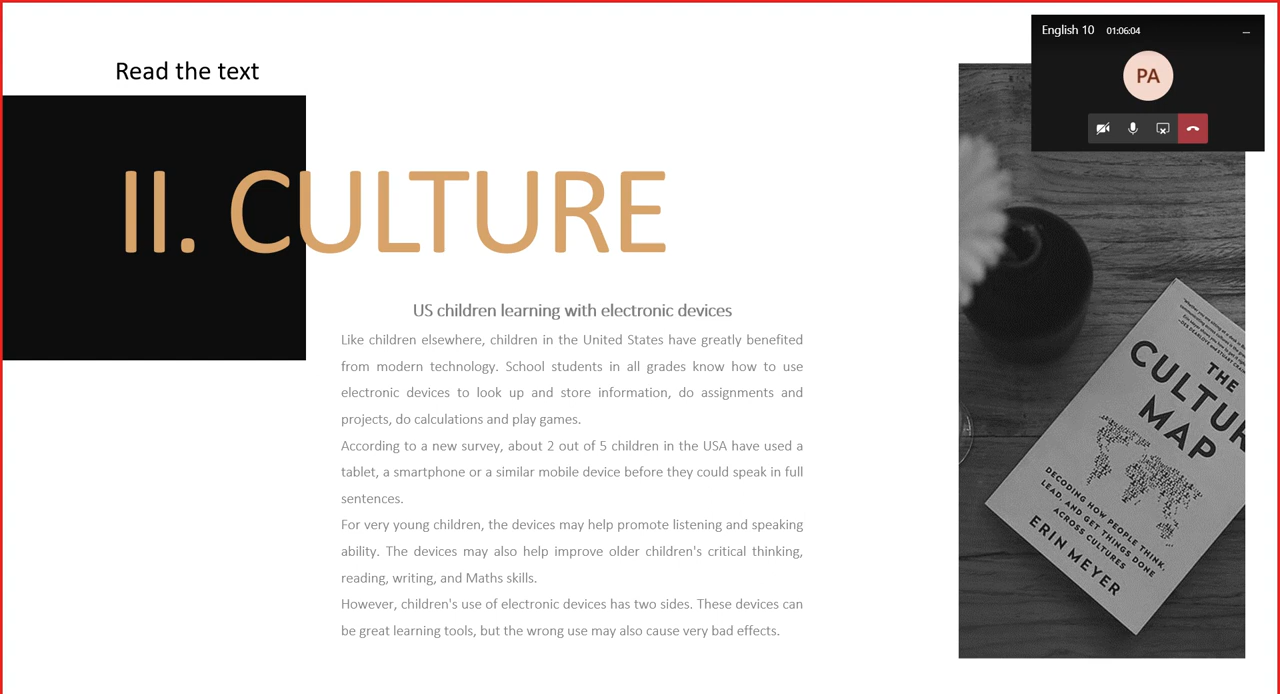 English 10 01:06:04
PA
Read the text
II. CULTURE
US children learning with electronic devices
Like children elsewhere, children in the United States have greatly benefited
from modern technology. School students in all grades know how to use
electronic devices to look up and store information, do assignments and
projects, do calculations and play games.
According to a new survey, about 2 out of 5 children in the USA have used a
tablet, a smartphone or a similar mobile device before they could speak in full
sentences.
For very young children, the devices may help promote listening and speaking
ability. The devices may also help improve older children's critical thinking,
reading, writing, and Maths skills.
However, children's use of electronic devices has two sides. These devices can
be great learning tools, but the wrong use may also cause very bad effects.
THE
CULTUR
MAP
DECODING HOW PEOPLE THINK,
LEAD, AND GET THINGS DONE
ACROSS CULTURES
ERIN MEYER